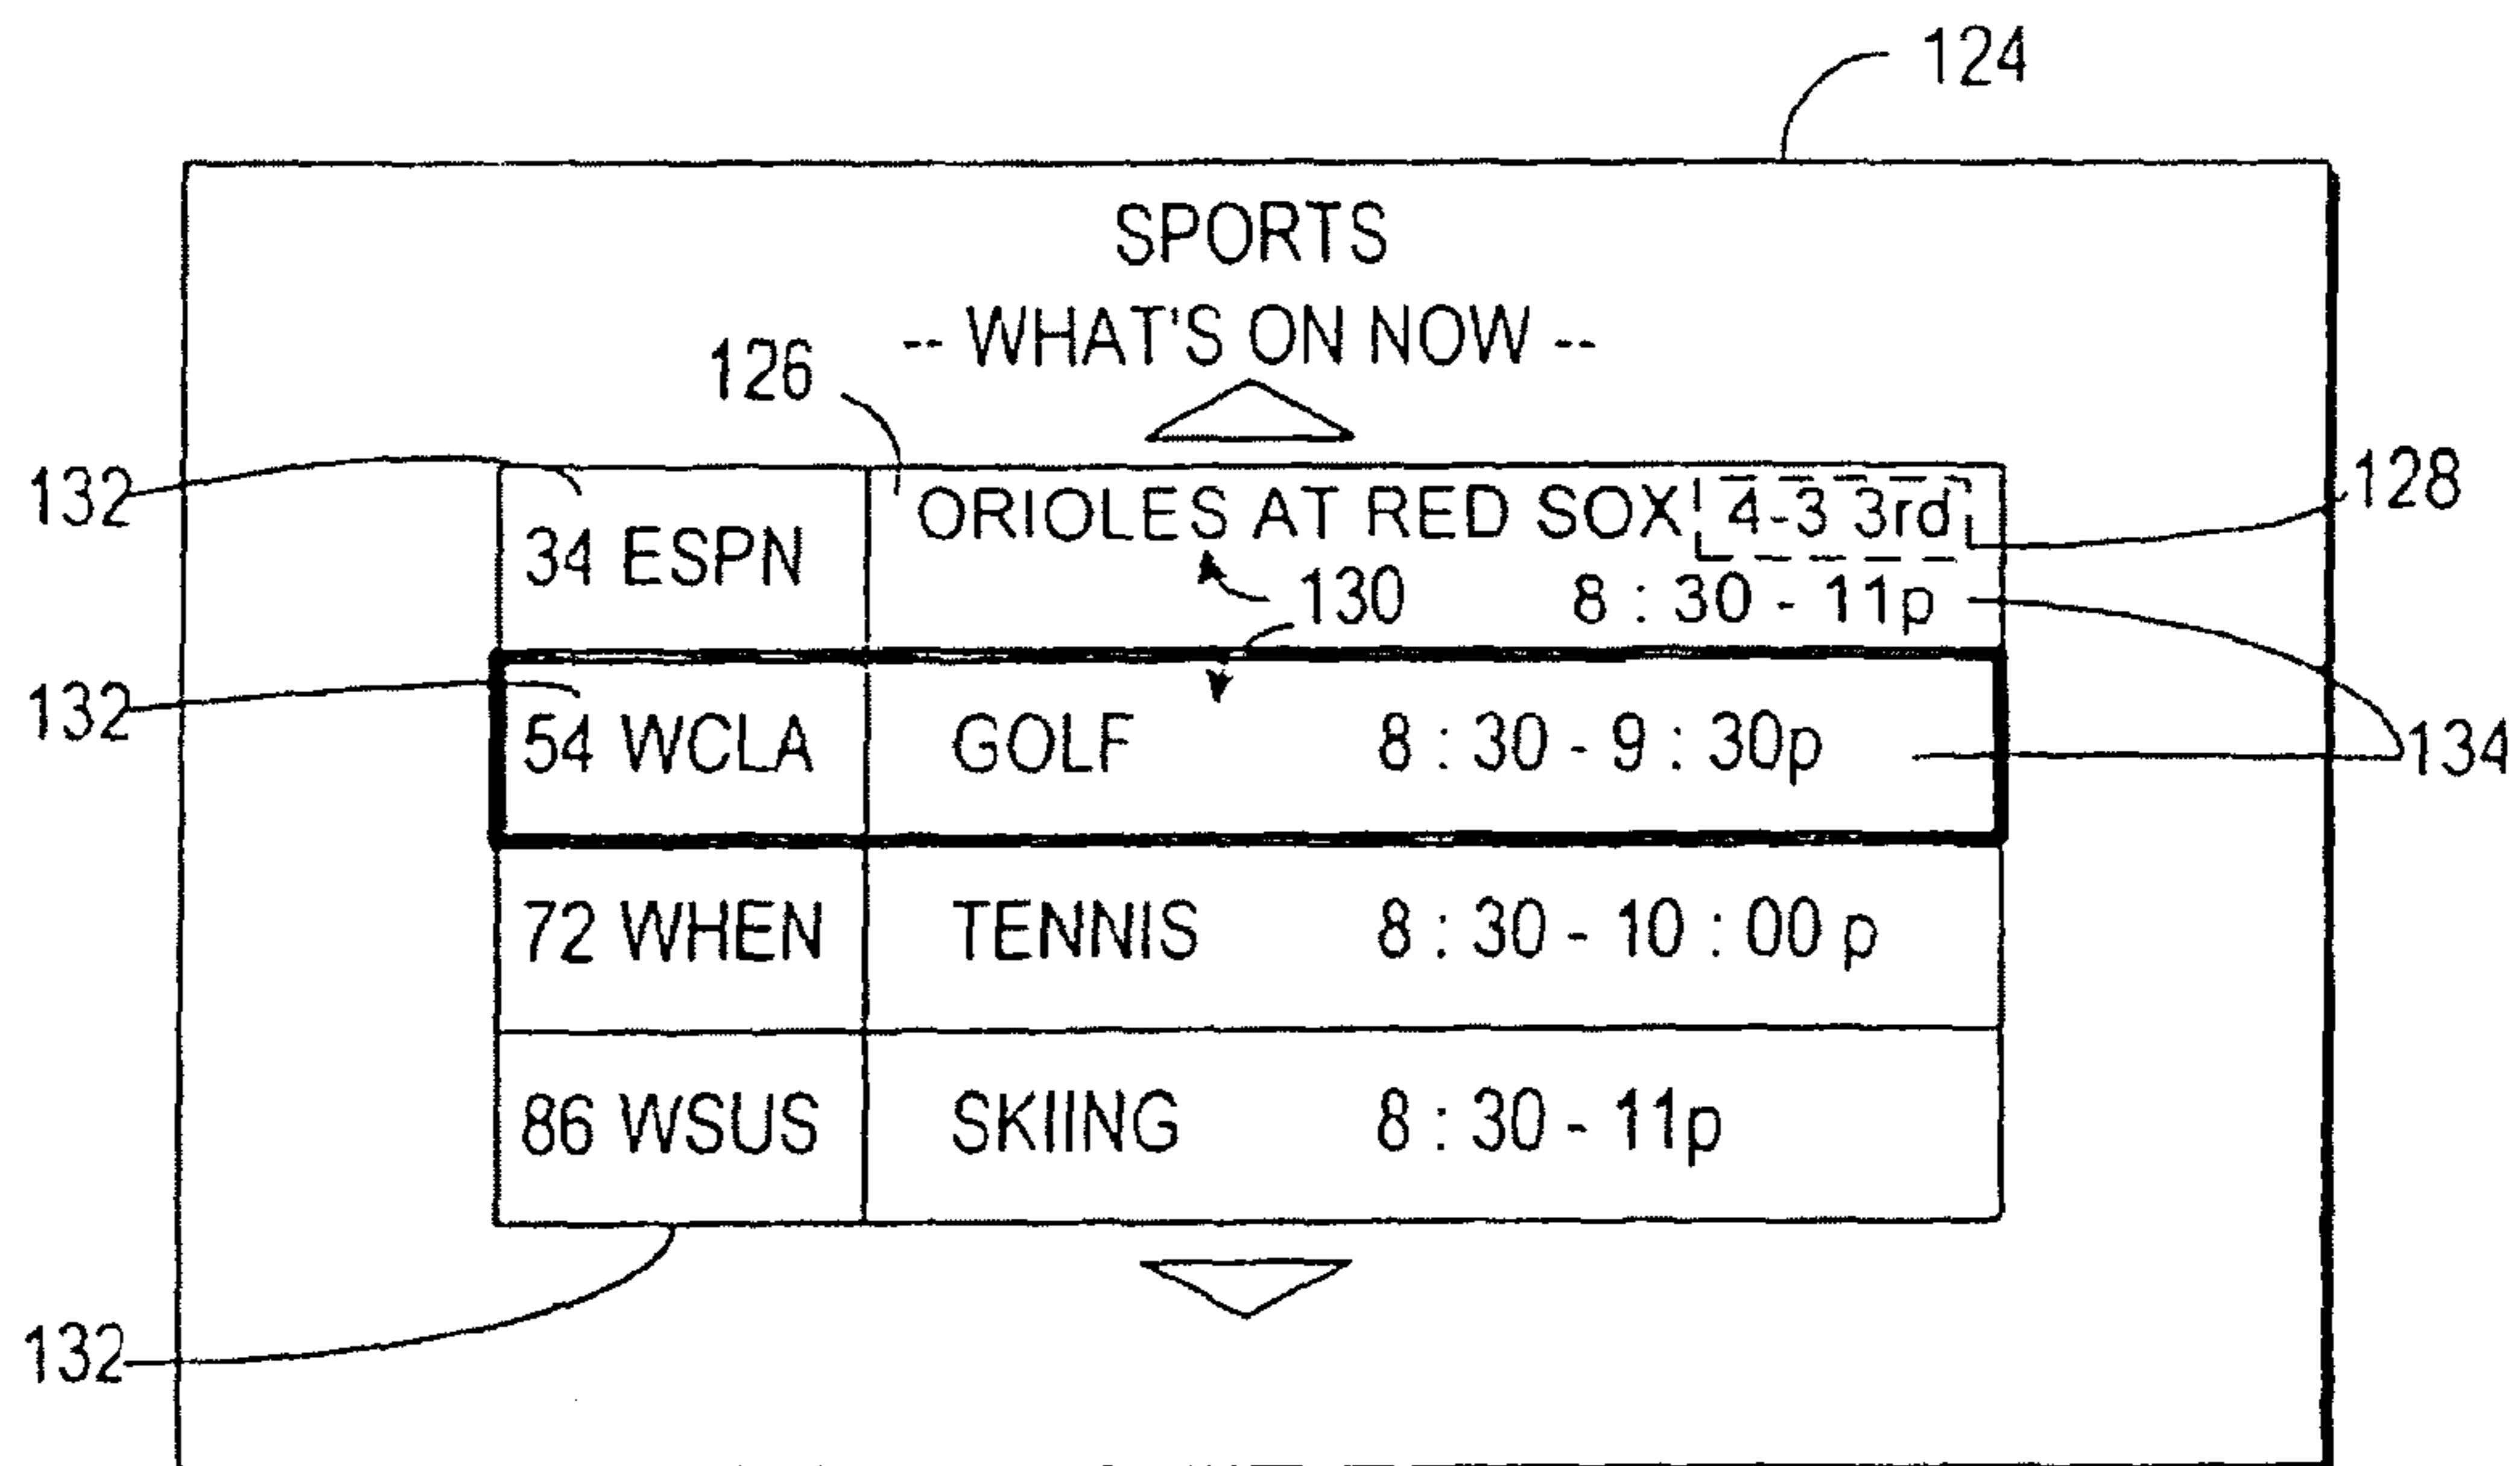 124
SPORTS
-- WHAT'S ON NOW --
126
132
34 ESPN
ORIOLES AT RED SOX 4-3 3rd
128
130
8 : 30 - 11p
132
54 WCLA GOLF 8 : 30 - 9 : 30p
134
72 WHEN TENNIS 8 : 30 - 10 : 00 p
86 WSUS SKIING 8 : 30 - 11p
132